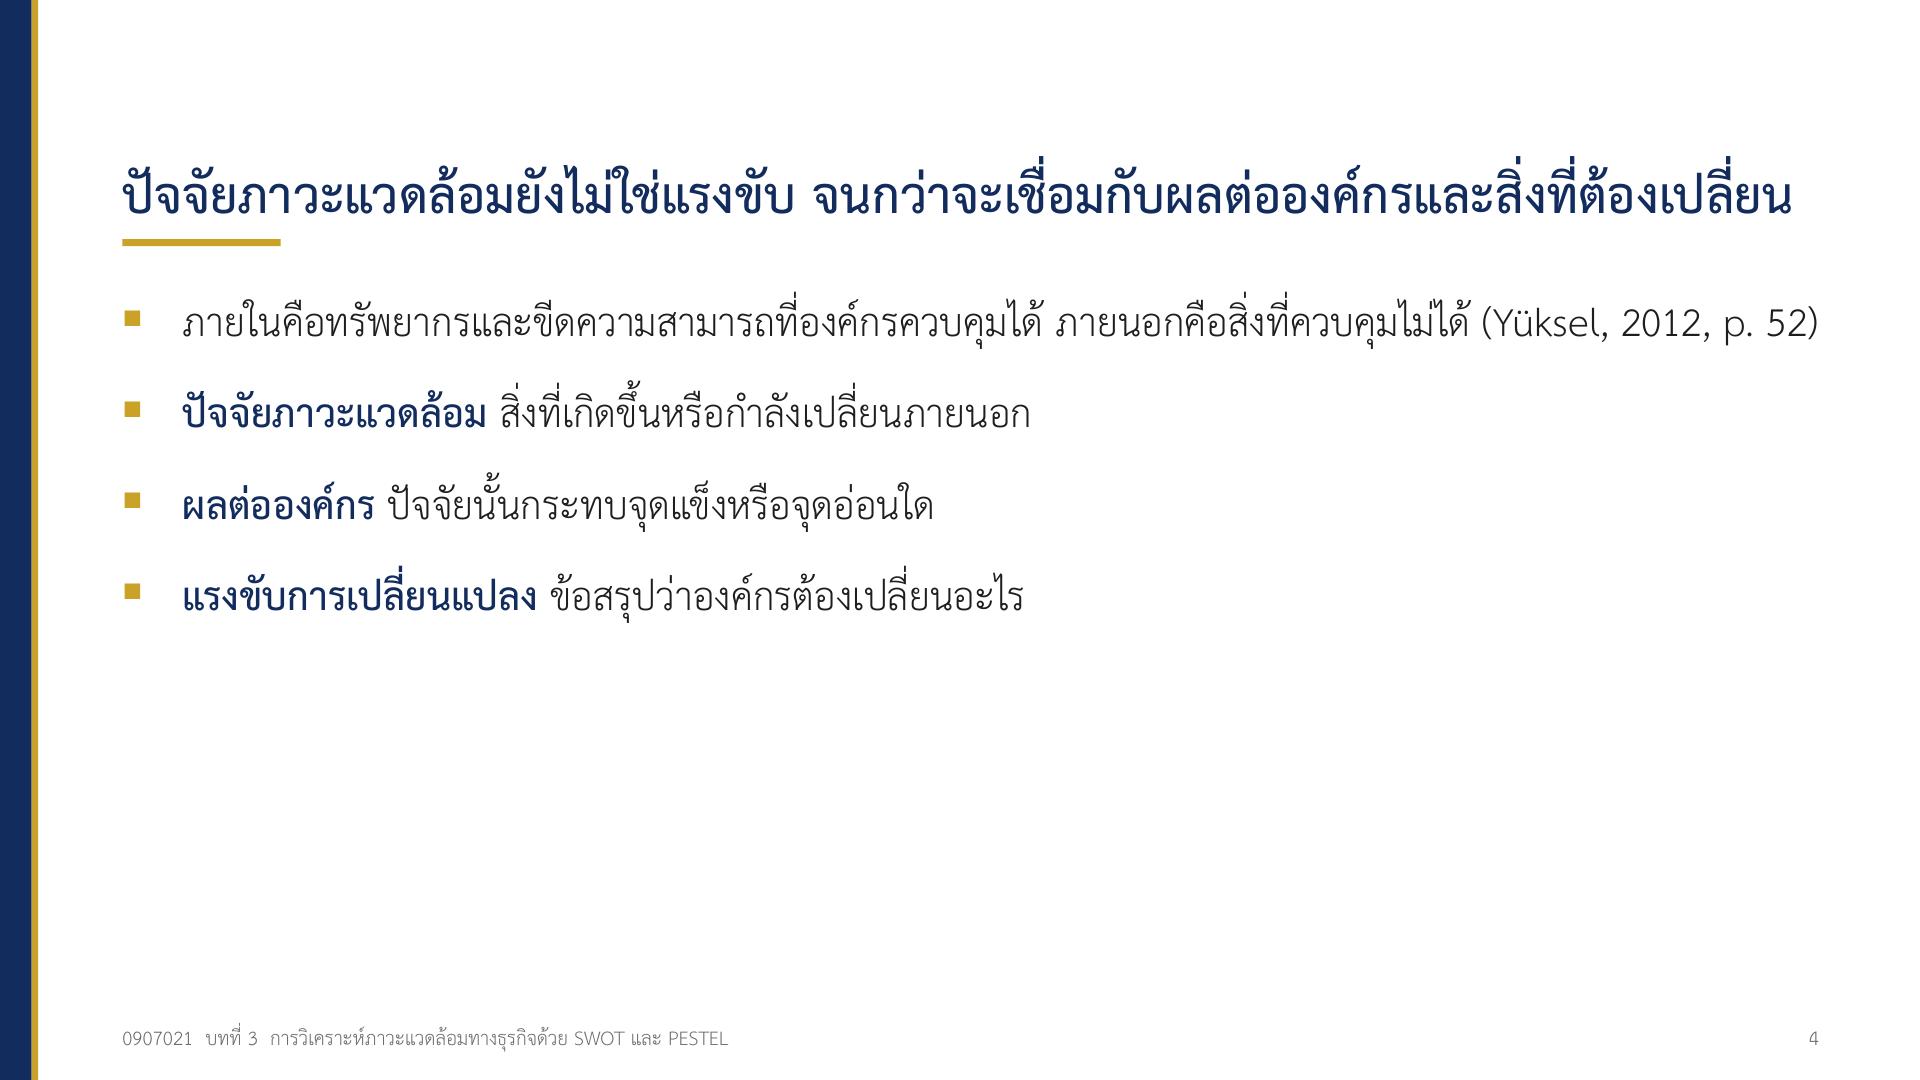 ปัจจัยภาวะแวดล้อมยังไม่ใช่แรงขับ จนกว่าจะเชื่อมกับผลต่อองค์กรและสิ่งที่ต้องเปลี่ยน
ภายในคือทรัพยากรและขีดความสามารถที่องค์กรควบคุมได้ ภายนอกคือสิ่งที่ควบคุมไม่ได้ (Yüksel, 2012, p. 52)
ปัจจัยภาวะแวดล้อม สิ่งที่เกิดขึ้นหรือกำลังเปลี่ยนภายนอก
ผลต่อองค์กร ปัจจัยนั้นกระทบจุดแข็งหรือจุดอ่อนใด
แรงขับการเปลี่ยนแปลง ข้อสรุปว่าองค์กรต้องเปลี่ยนอะไร
0907021 บทที่ 3 การวิเคราะห์ภาวะแวดล้อมทางธุรกิจด้วย SWOT และ PESTEL
4